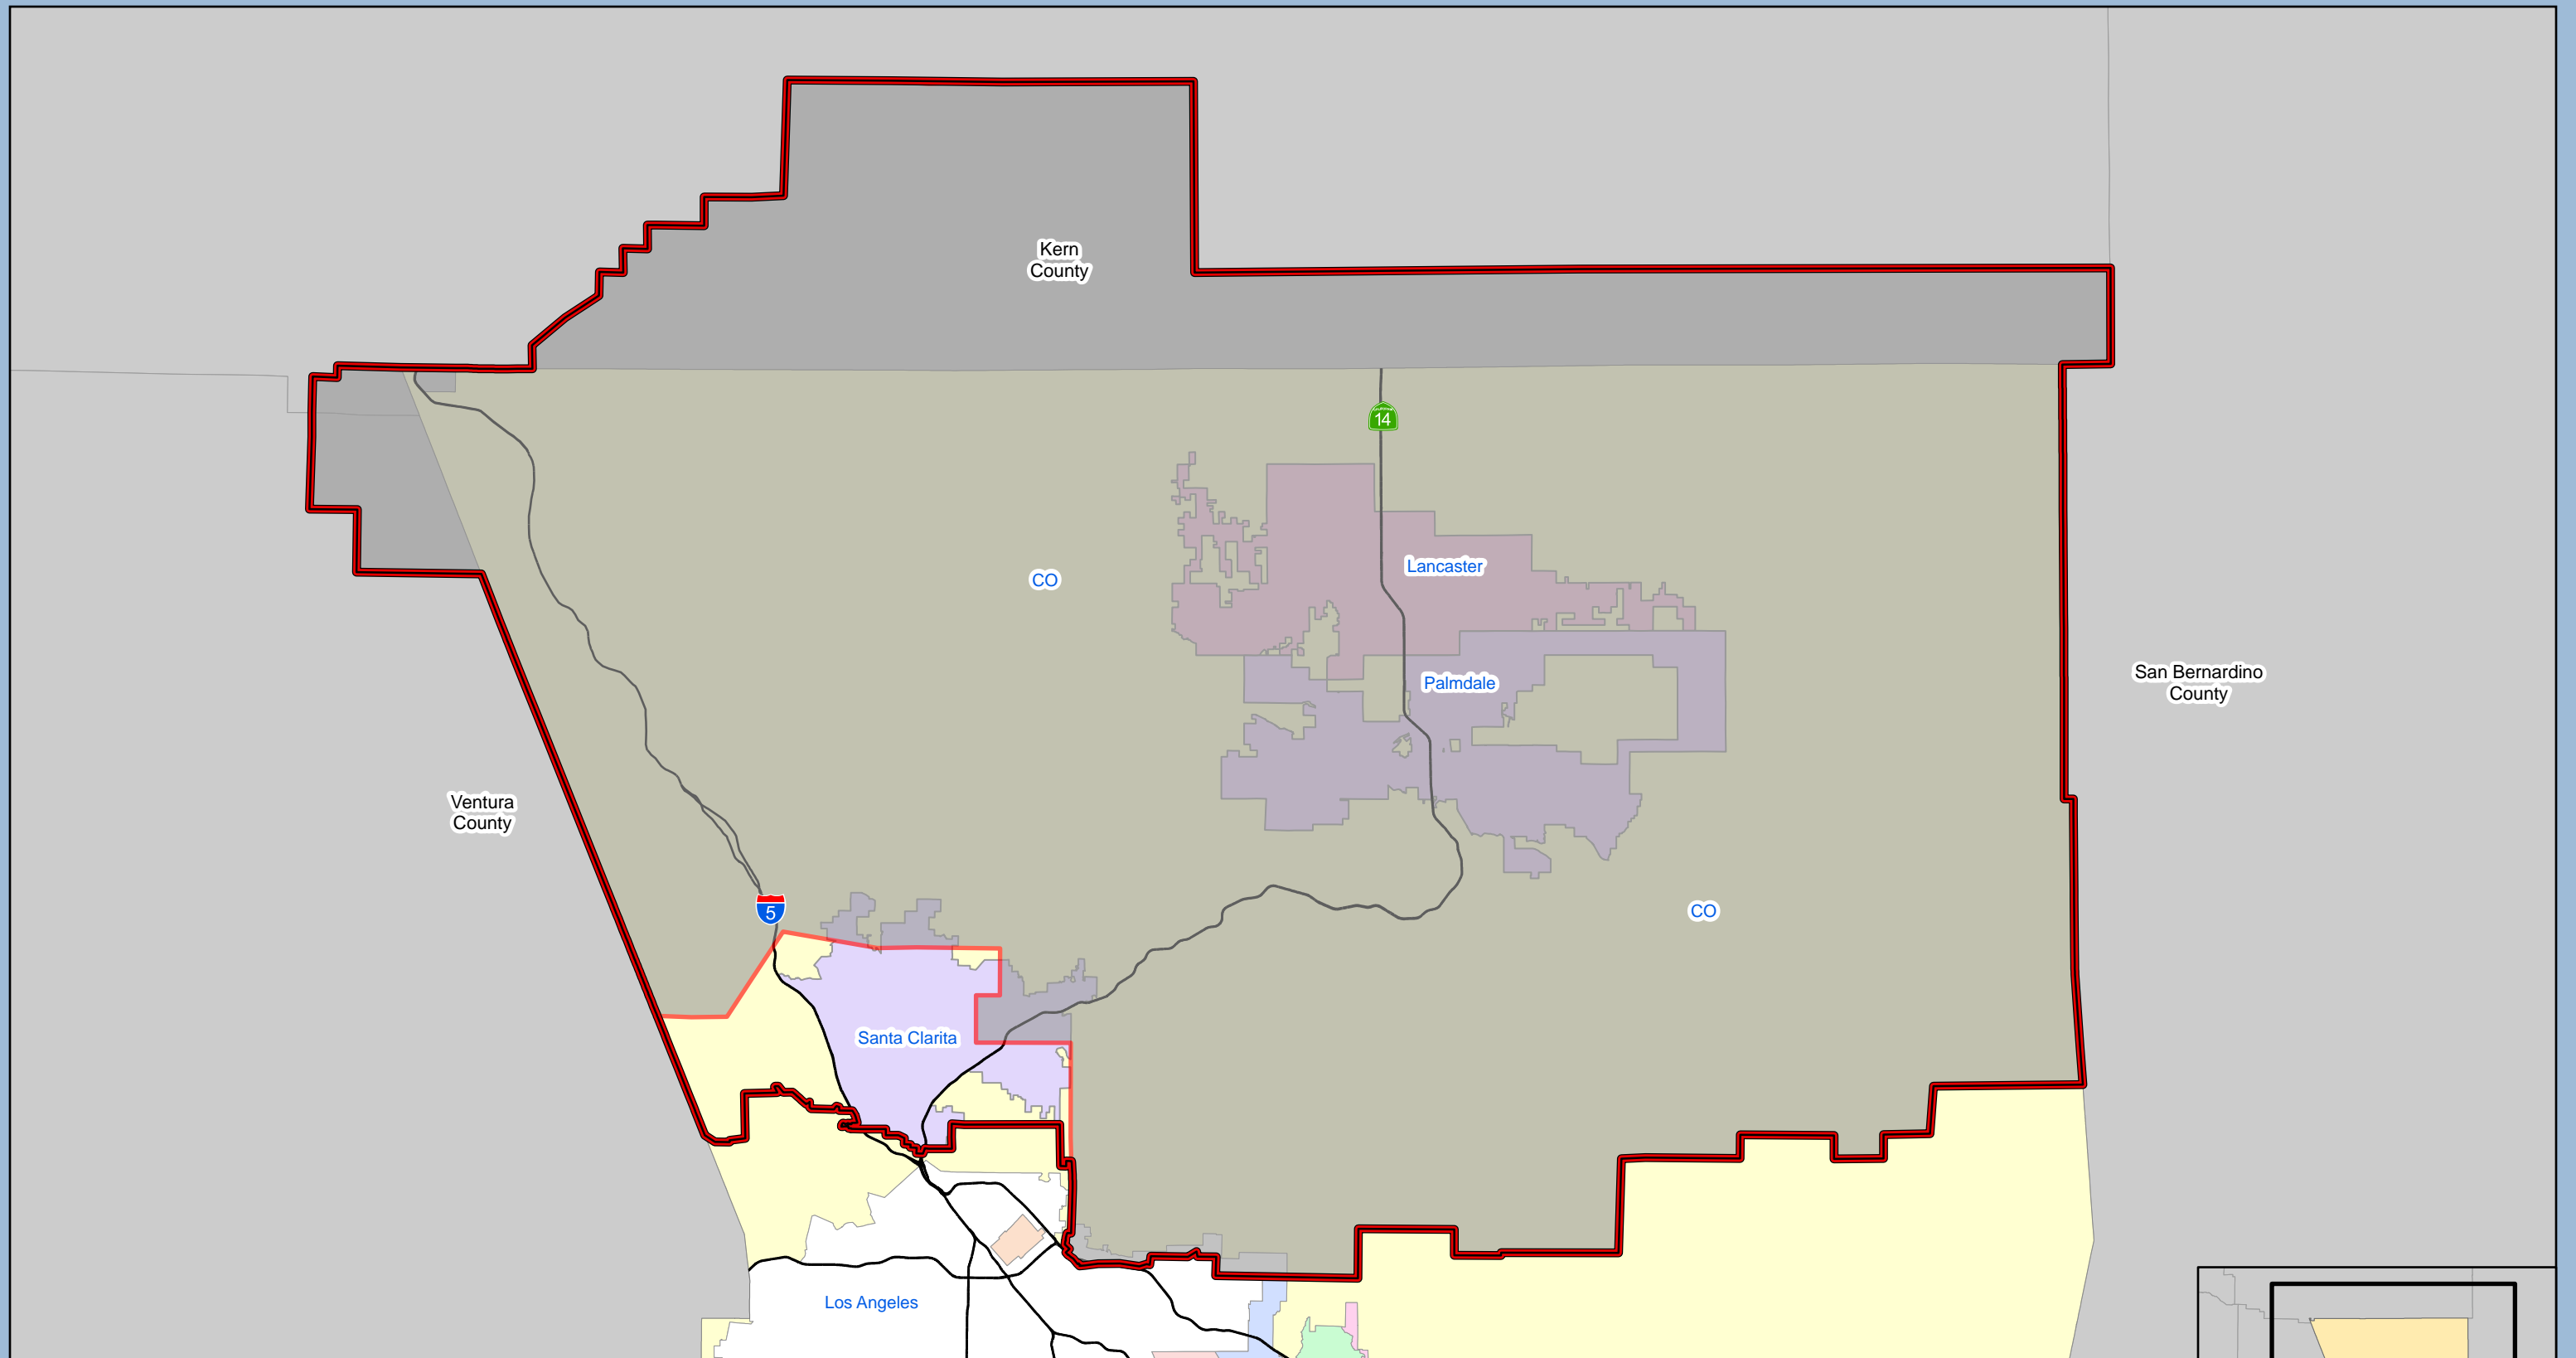 Kern
County
14
CO
Lancaster
Palmdale
San Bernardino
County
Ventura
County
5
CO
Santa Clarita
Los Angeles